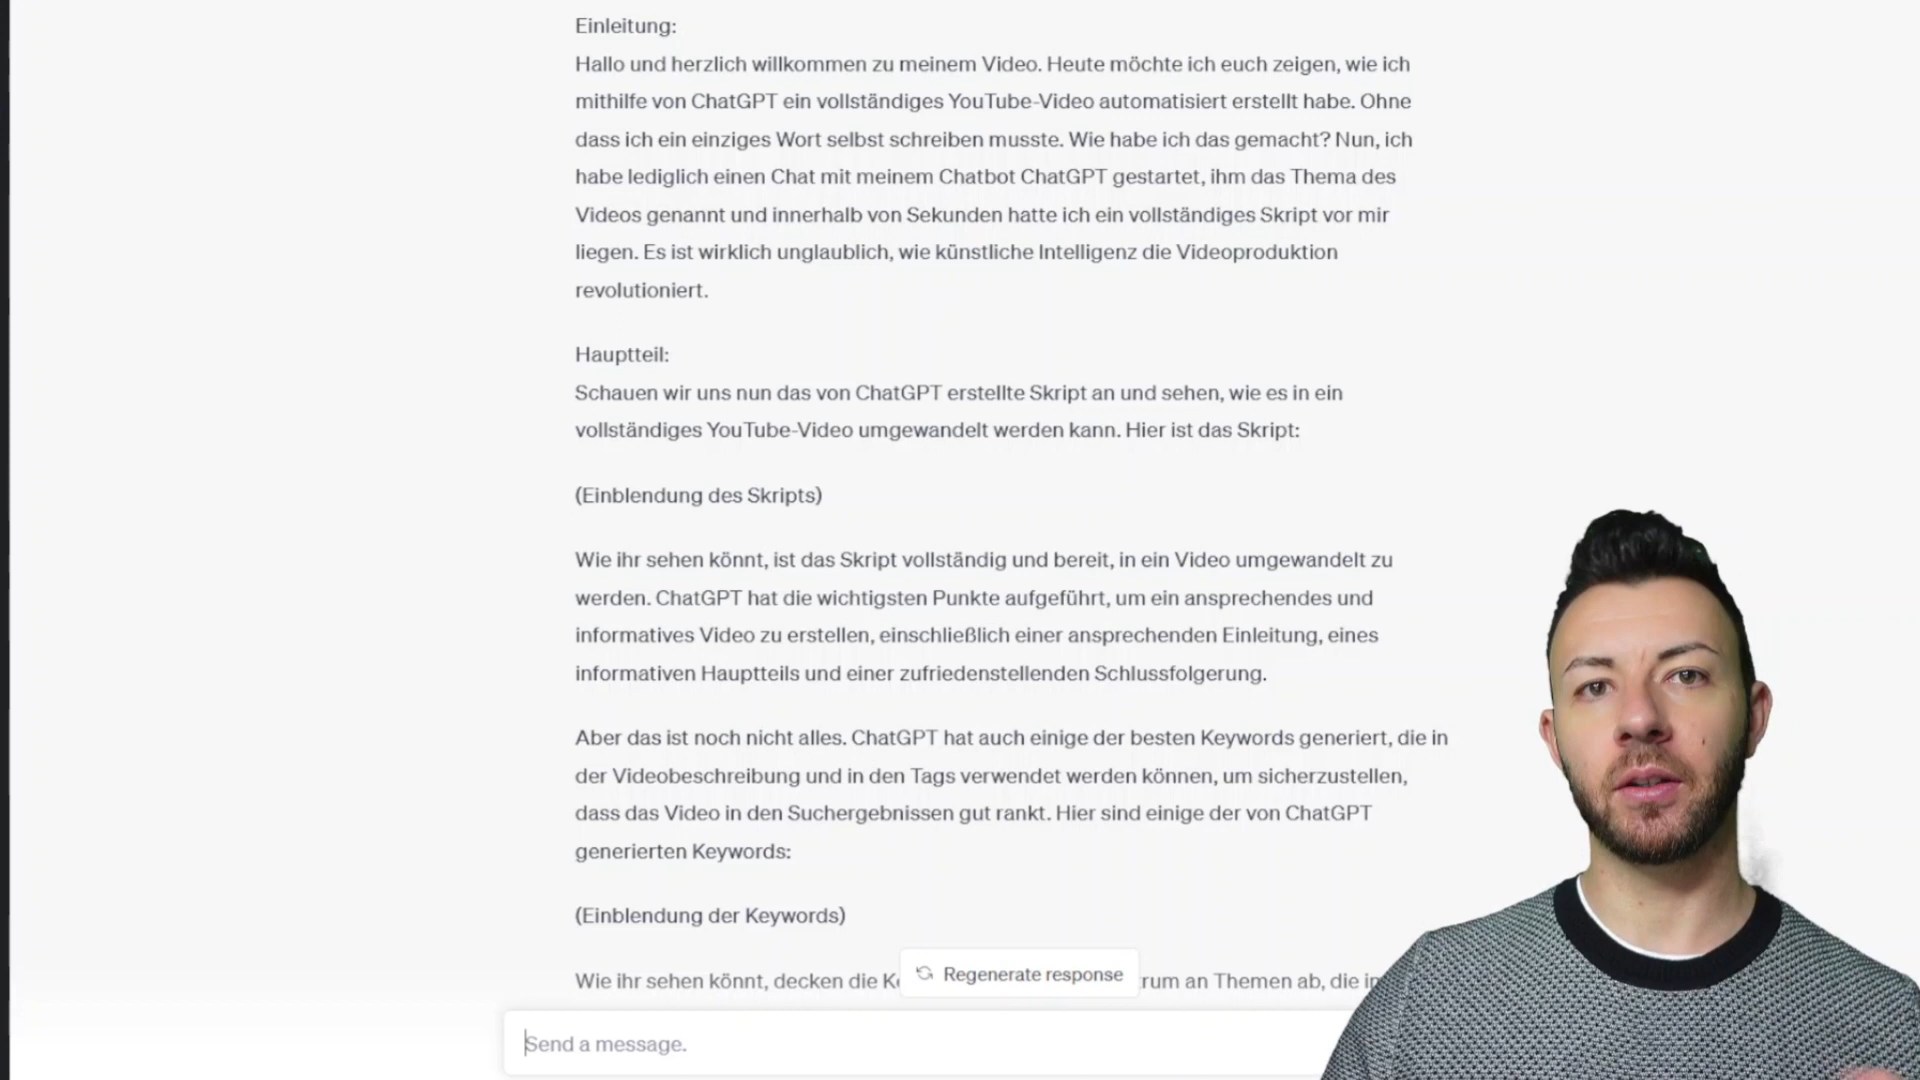 Einleitung:
Hallo und herzlich willkommen zu meinem Video. Heute möchte ich euch zeigen, wie ich
mithilfe von ChatGPT ein vollständiges YouTube-Video automatisiert erstellt habe. Ohne
dass ich ein einziges Wort selbst schreiben musste. Wie habe ich das gemacht? Nun, ich
habe lediglich einen Chat mit meinem Chatbot ChatGPT gestartet, ihm das Thema des
Videos genannt und innerhalb von Sekunden hatte ich ein vollständiges Skript vor mir
liegen. Es ist wirklich unglaublich, wie künstliche Intelligenz die Videoproduktion
revolutioniert.
Hauptteil:
Schauen wir uns nun das von ChatGPT erstellte Skript an und sehen, wie es in ein
vollständiges YouTube-Video umgewandelt werden kann. Hier ist das Skript:
(Einblendung des Skripts)
Wie ihr sehen könnt, ist das Skript vollständig und bereit, in ein Video umgewandelt zu
werden. ChatGPT hat die wichtigsten Punkte aufgeführt, um ein ansprechendes und
informatives Video zu erstellen, einschließlich einer ansprechenden Einleitung, eines
informativen Hauptteils und einer zufriedenstellenden Schlussfolgerung.
Aber das ist noch nicht alles. ChatGPT hat auch einige der besten Keywords generiert, die in
der Videobeschreibung und in den Tags verwendet werden können, um sicherzustellen,
dass das Video in den Suchergebnissen gut rankt. Hier sind einige der von ChatGPT
generierten Keywords:
(Einblendung der Keywords)
Wie ihr sehen könnt, decken die
Regenerate response
an Themen ab, die
Send a message.